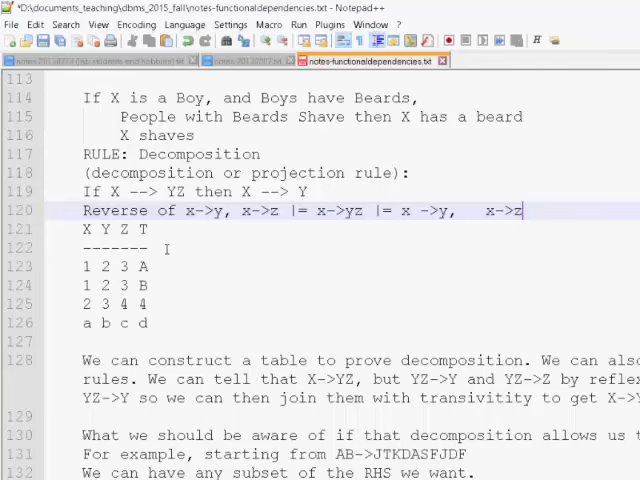 *D:\documents_teaching\dbms_2015_fall\notes-functionaldependencies.txt - Notepad++
File Edit Search View Encoding Language Settings Macro Run Plugins Window ?
notes-functionaldependencies.txt
113
114 If X is a Boy, and Boys have Beards,
115 People with Beards Shave then X has a beard
116 X shaves
117 RULE: Decomposition
118 (decomposition or projection rule):
119 If X --> YZ then X --> Y
120 Reverse of x->y, x->z |= x->yz |= x ->y, x->z
121 X Y Z T
122 -------
123 1 2 3 A
124 1 2 3 B
125 2 3 4 4
126 a b c d
127
128 We can construct a table to prove decomposition. We can als
rules. We can tell that X->YZ, but YZ->Y and YZ->Z by reflex
YZ->Y so we can then join them with transivitity to get X->Y
129
130 What we should be aware of if that decomposition allows us t
131 For example, starting from AB->JTKDASFJDF
132 We can have any subset of the RHS we want.